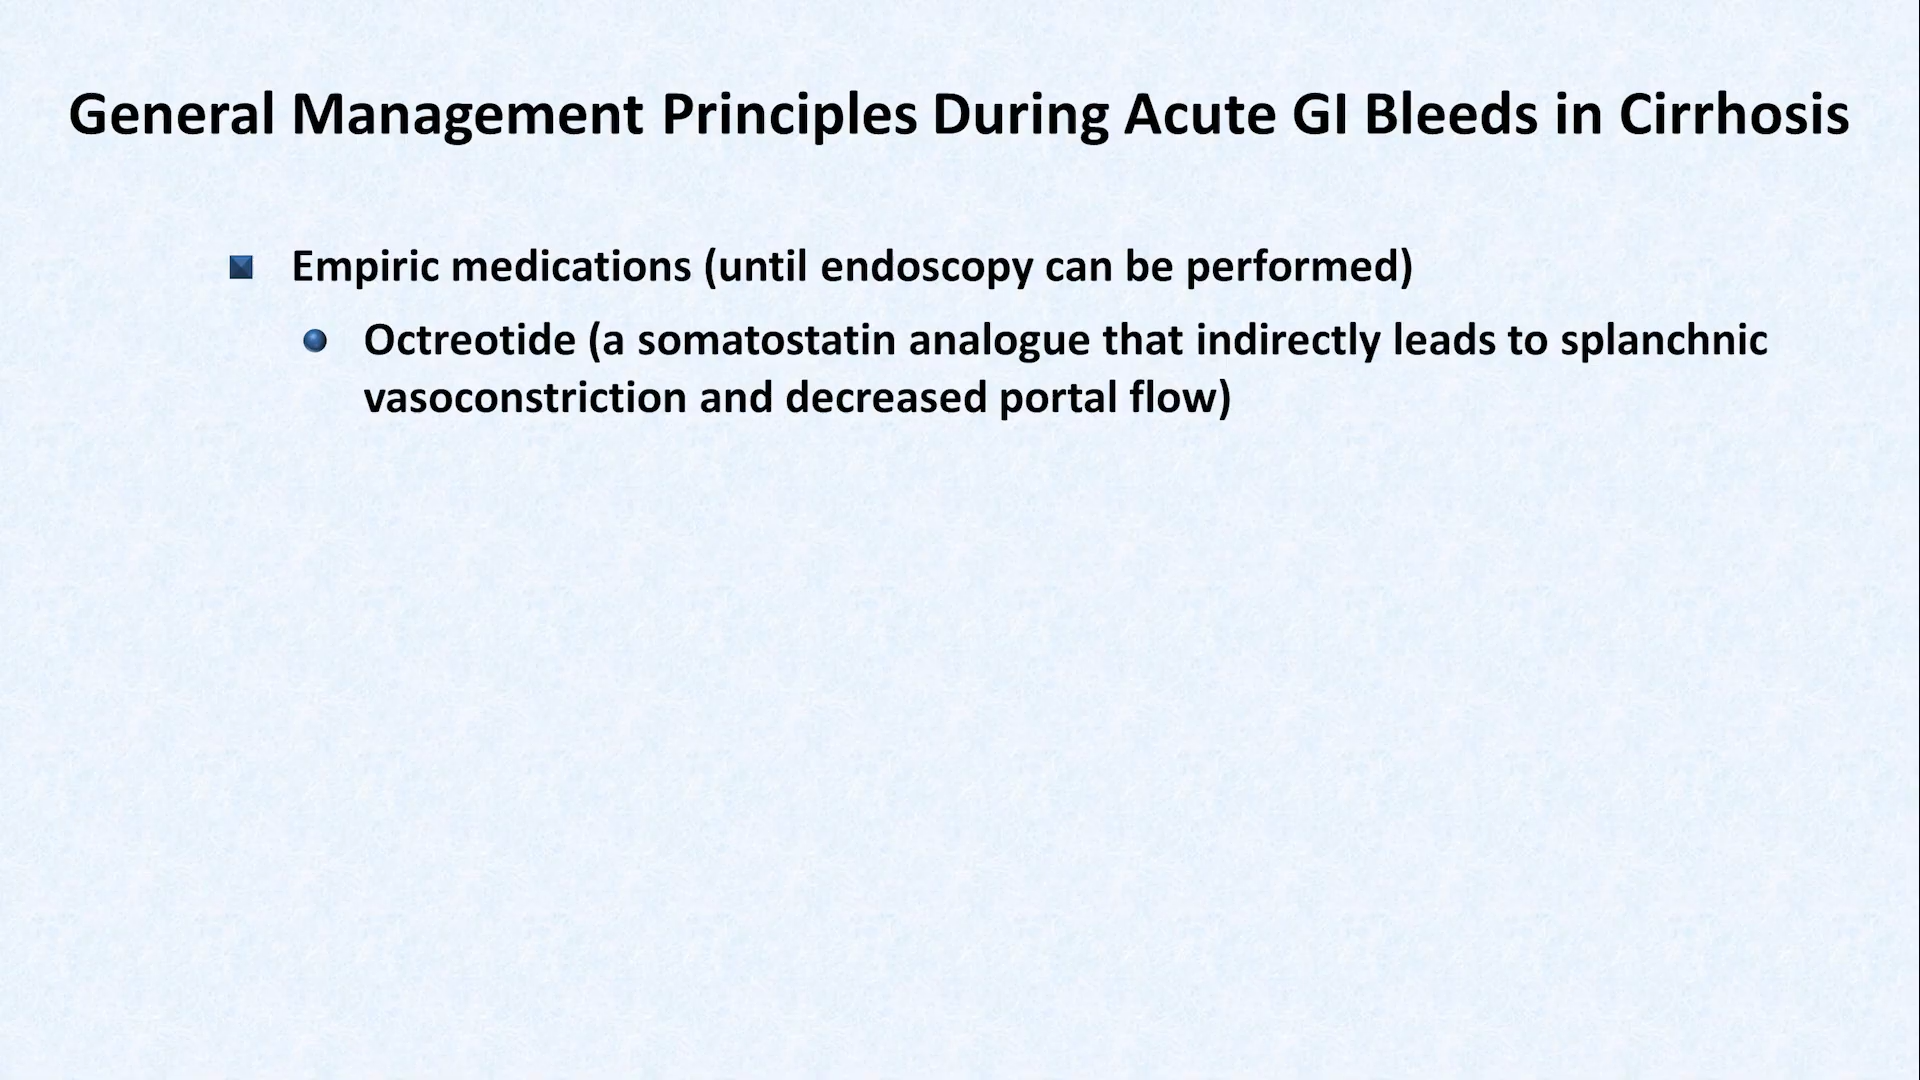 General Management Principles During Acute GI Bleeds in Cirrhosis
Empiric medications (until endoscopy can be performed)
Octreotide (a somatostatin analogue that indirectly leads to splanchnic
vasoconstriction and decreased portal flow)